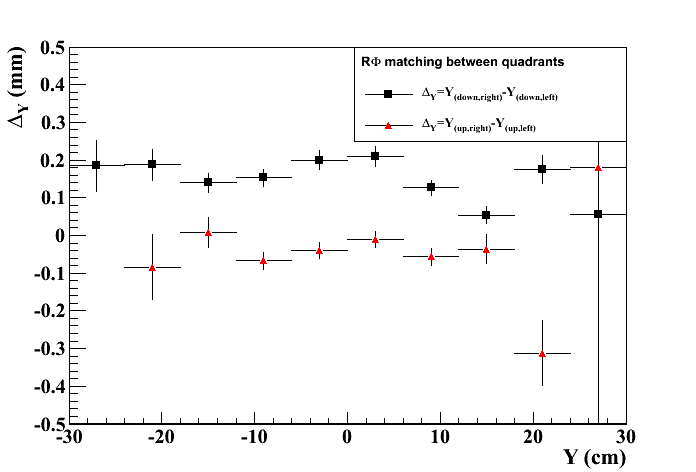 RΦ matching between quadrants
Δ_Y=Y_(down,right)-Y_(down,left)
Δ_Y=Y_(up,right)-Y_(up,left)
Δ_Y (mm)
0.5
0.4
0.3
0.2
0.1
0
-0.1
-0.2
-0.3
-0.4
-0.5
-30 -20 -10 0 10 20 30
Y (cm)